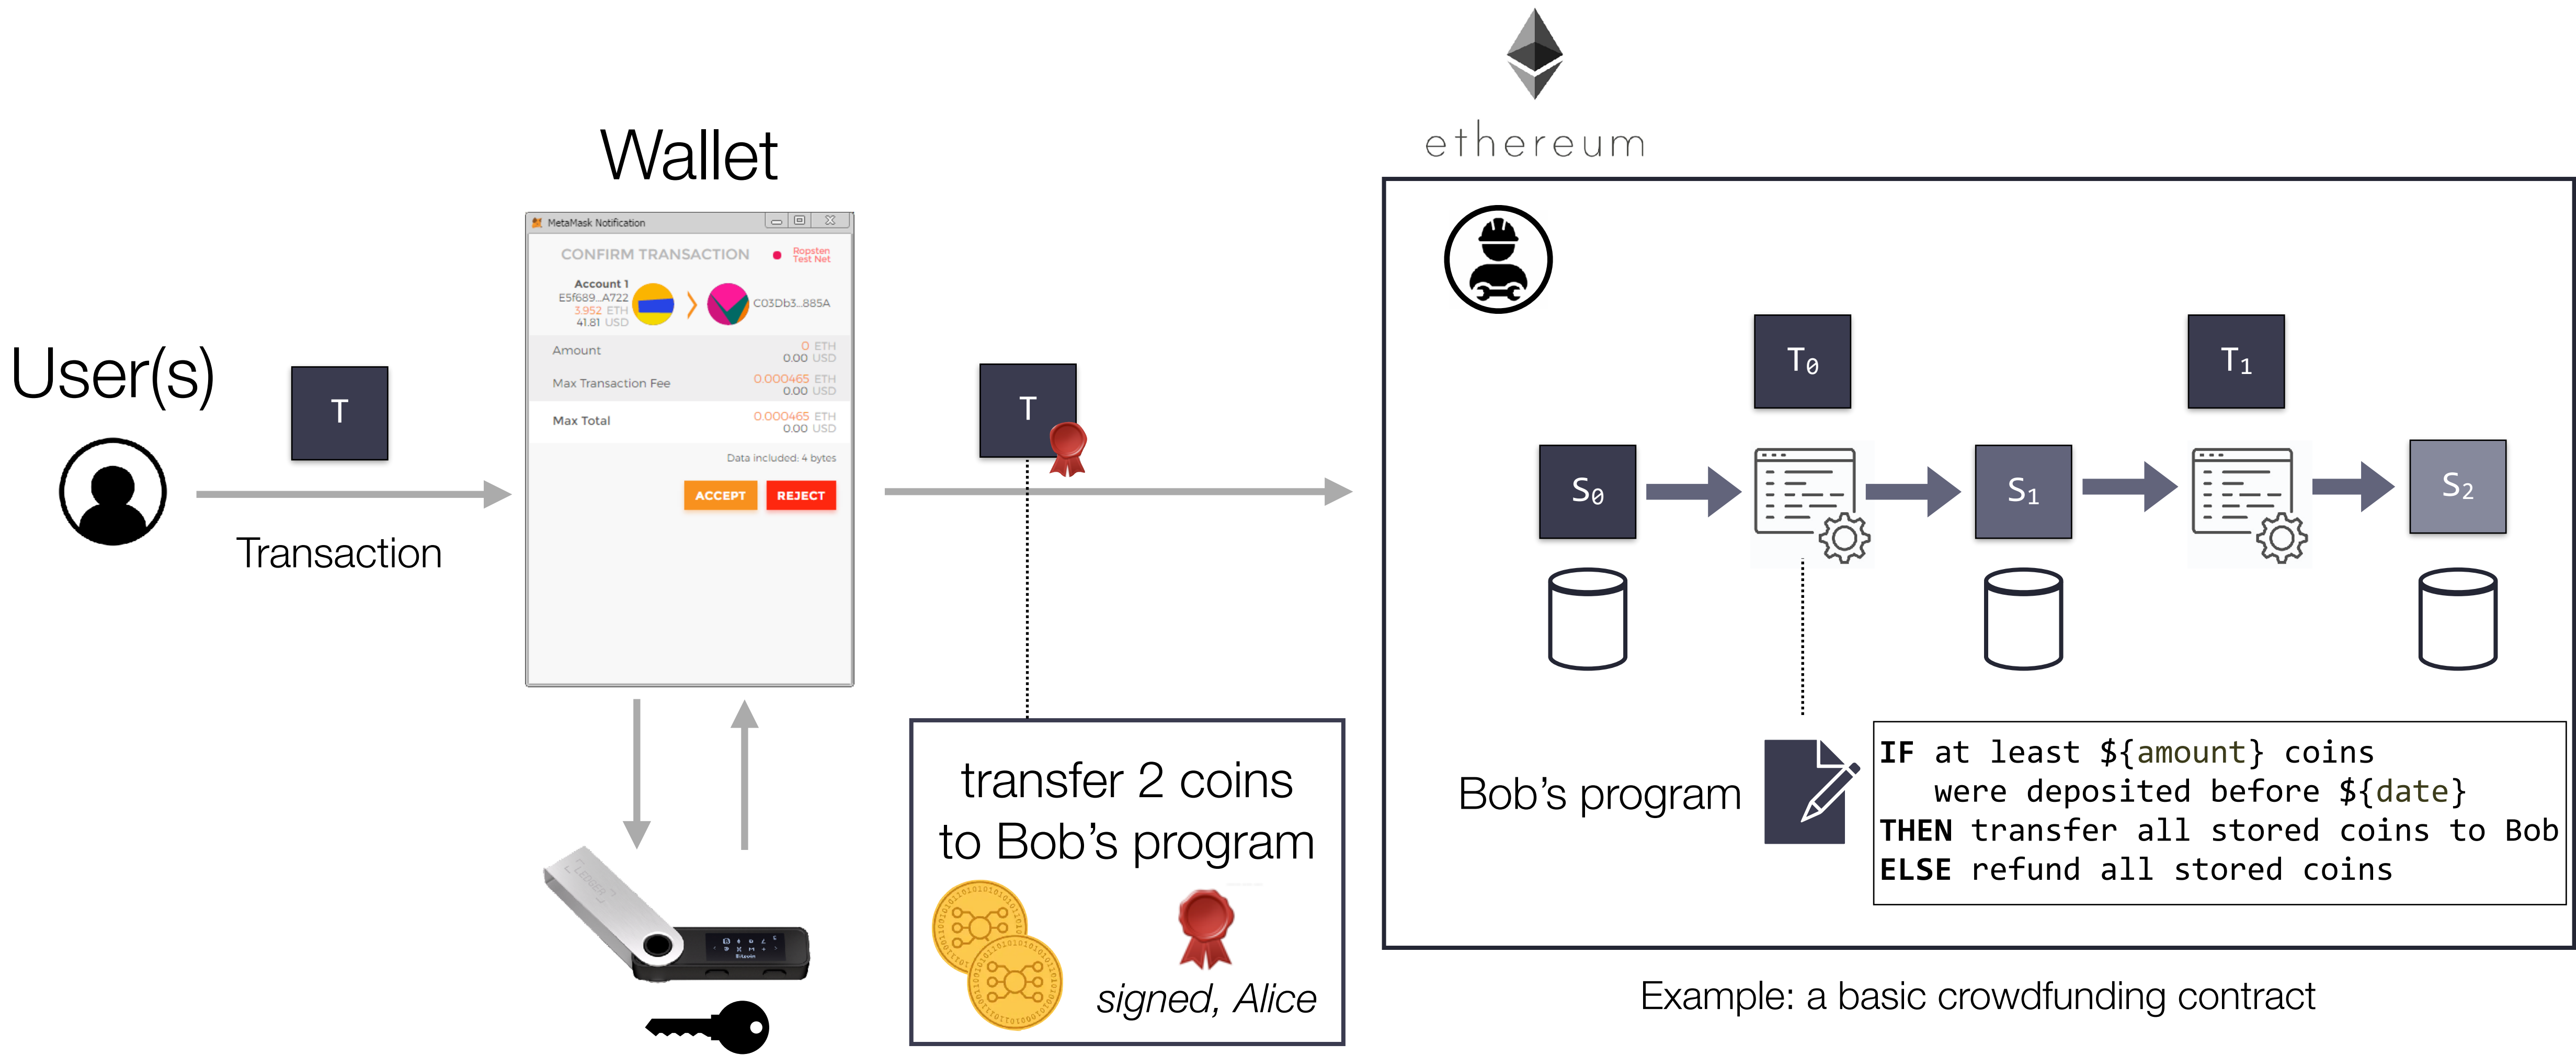 ethereum
Wallet
User(s)
T
Transaction
MetaMask Notification
CONFIRM TRANSACTION
Ropsten
Test Net
Account 1
E5f689...A722
3.952 ETH
41.81 USD
C03Db3...885A
Amount
0 ETH
0.00 USD
Max Transaction Fee
0.000465 ETH
0.00 USD
Max Total
0.000465 ETH
0.00 USD
Data included: 4 bytes
ACCEPT
REJECT
LEDGER
Bitcoin
T
transfer 2 coins
to Bob's program
signed, Alice
T0
T1
S0
S1
S2
Bob's program
IF at least ${amount} coins
were deposited before ${date}
THEN transfer all stored coins to Bob
ELSE refund all stored coins
Example: a basic crowdfunding contract